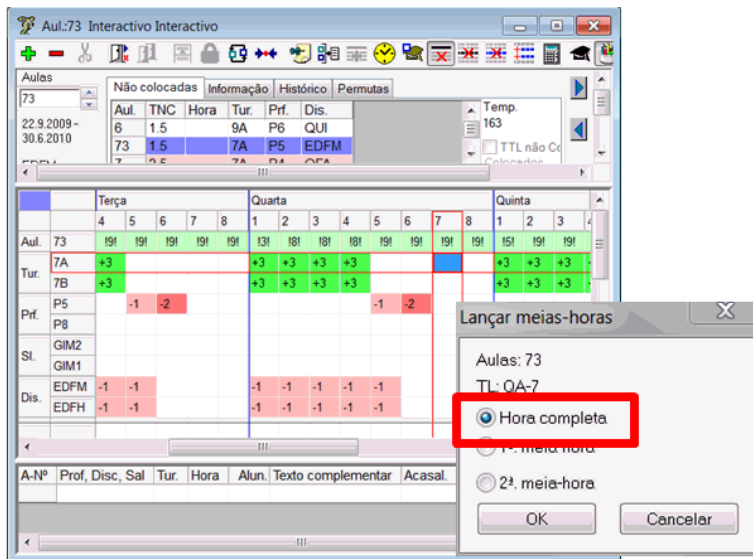 Aul.:73 Interactivo Interactivo
Aulas
73
22.9.2009 -
30.6.2010
Não colocadas Informação Histórico Permutas
Aul. TNC Hora Tur. Prf. Dis.
6 1.5 9A P6 QUI
73 1.5 7A P5 EDFM
Temp.
163
TTL não Co
Terça Quarta Quinta
4 5 6 7 8 1 2 3 4 5 6 7 8 1 2 3 4
Aul. 73 !9! !9! !9! !9! !9! !3! !8! !8! !8! !9! !9! !9! !9! !5! !9! !9!
Tur. 7A +3 +3 +3 +3 +3 +3 +3 +3
7B +3 +3 +3 +3 +3 +3 +3 +3
Prf. P5 -1 -2 -1 -2
P8
Sl. GIM2
GIM1
Dis. EDFM -1 -1 -1 -1 -1 -1 -1
EDFH -1 -1 -1 -1 -1 -1 -1
A-Nº Prof, Disc, Sal Tur. Hora Alun. Texto complementar Acasal.
Lançar meias-horas
Aulas: 73
TL: QA-7
Hora completa
1ª. meia-hora
2ª. meia-hora
OK Cancelar